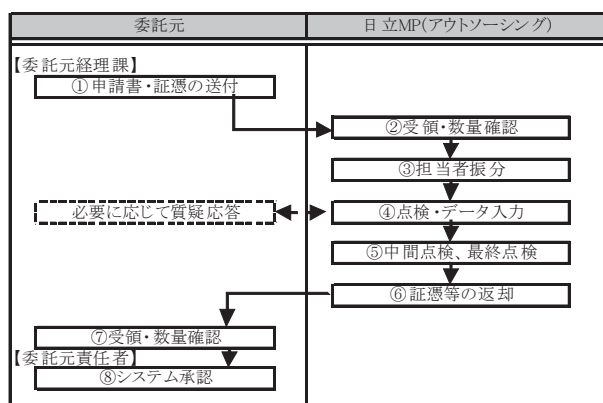 委託元
日立MP(アウトソーシング)
【委託元経理課】
①申請書・証憑の送付
②受領・数量確認
③担当者振分
必要に応じて質疑応答
④点検・データ入力
⑤中間点検、最終点検
⑥証憑等の返却
⑦受領・数量確認
【委託元責任者】
⑧システム承認